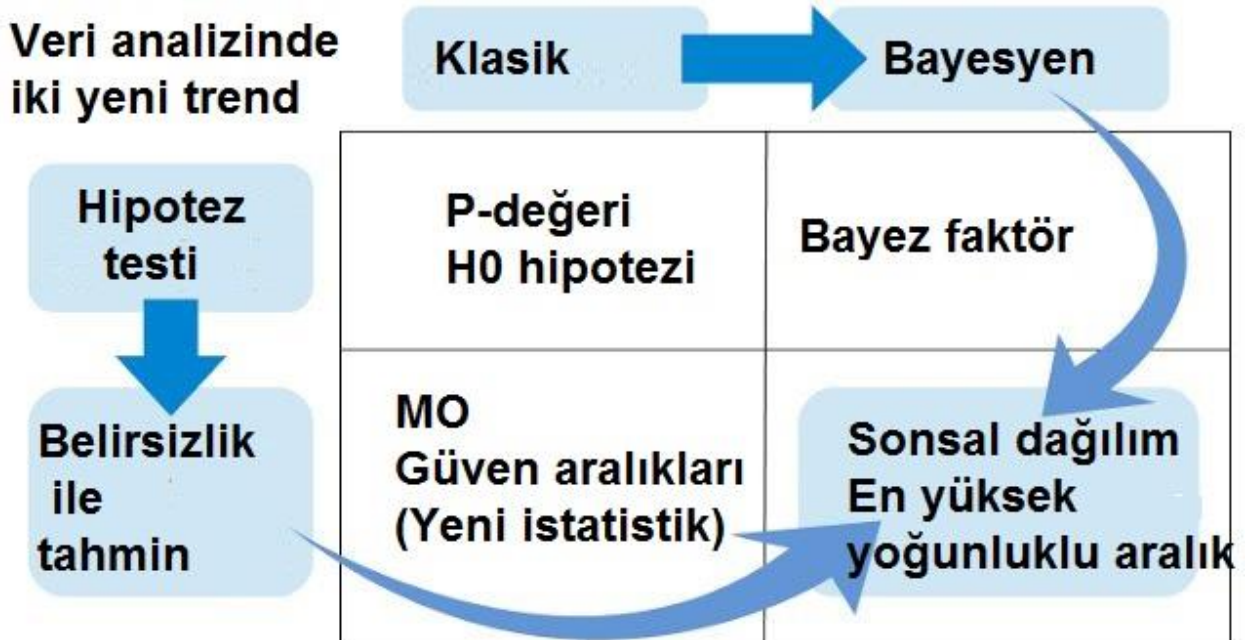 Veri analizinde
iki yeni trend
Klasik
Bayesyen
Hipotez
testi
P-değeri
H0 hipotezi
Bayez faktör
Belirsizlik
ile
tahmin
MO
Güven aralıkları
(Yeni istatistik)
Sonsal dağılım
En yüksek
yoğunluklu aralık